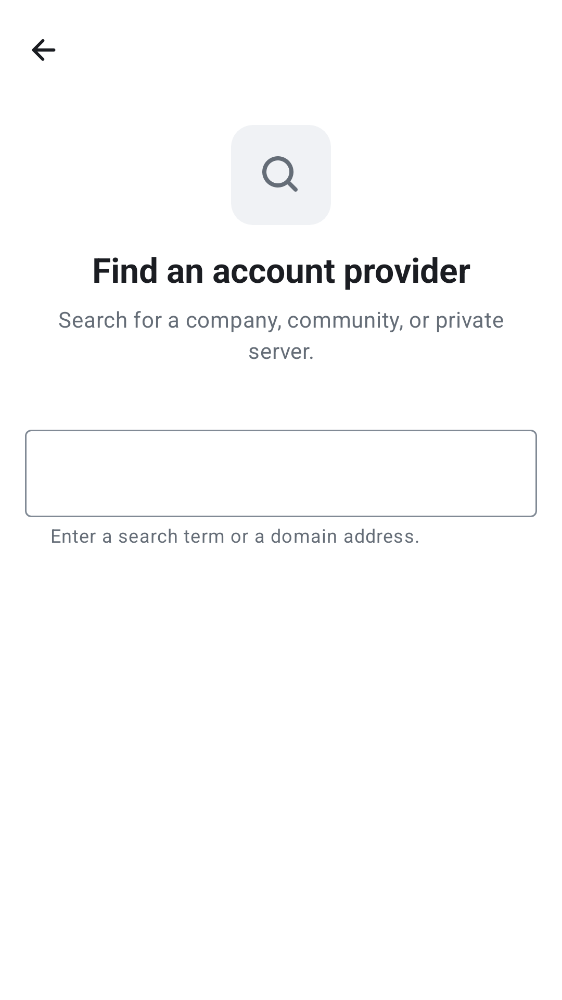 Find an account provider
Search for a company, community, or private
server.
Enter a search term or a domain address.